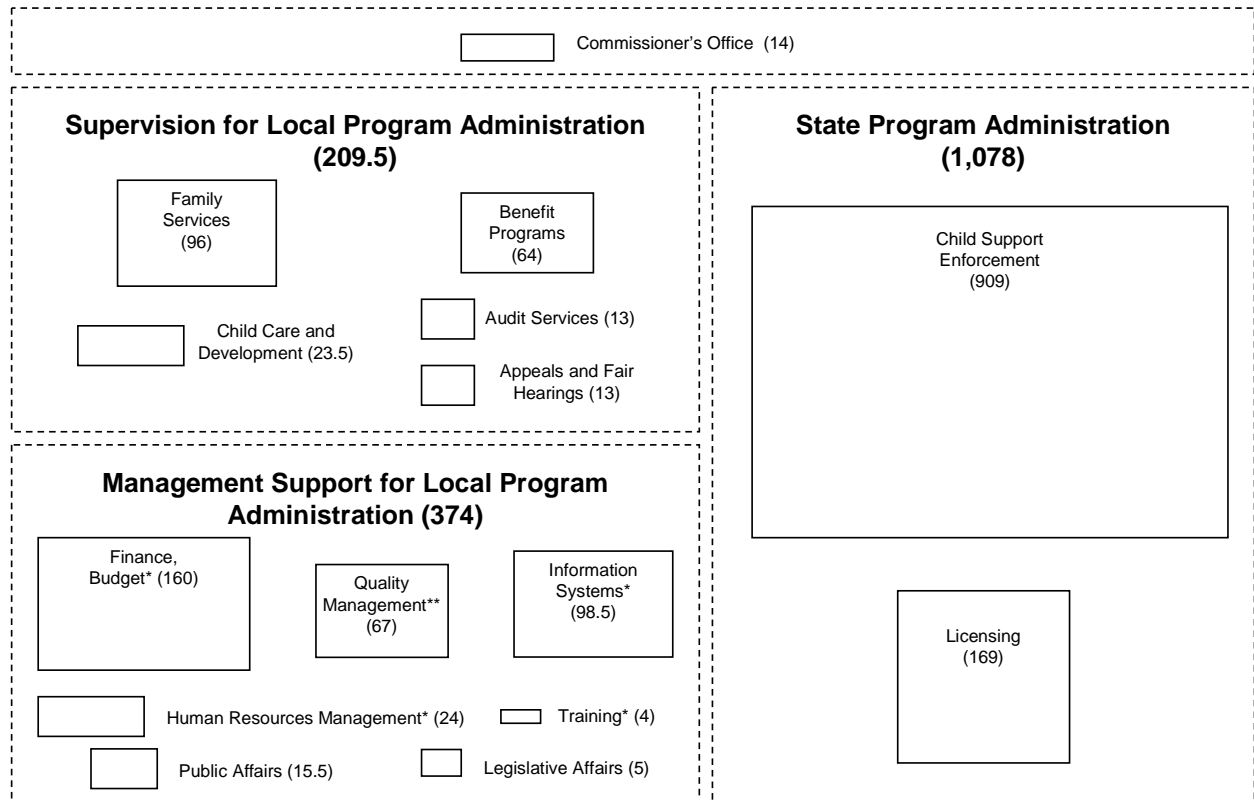 Commissioner's Office (14)
Supervision for Local Program Administration
(209.5)
Family
Services
(96)
Benefit
Programs
(64)
Child Care and
Development (23.5)
Audit Services (13)
Appeals and Fair
Hearings (13)
Management Support for Local Program
Administration (374)
Finance,
Budget* (160)
Quality
Management**
(67)
Information
Systems*
(98.5)
Human Resources Management* (24)
Training* (4)
Public Affairs (15.5)
Legislative Affairs (5)
State Program Administration
(1,078)
Child Support
Enforcement
(909)
Licensing
(169)